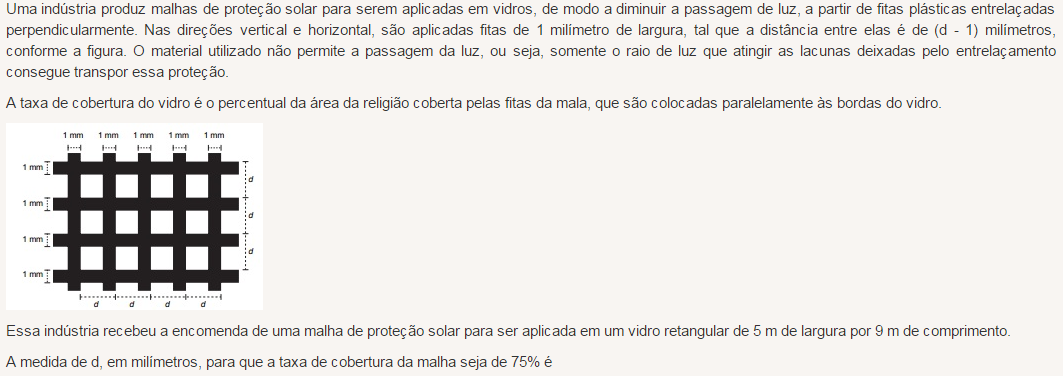 Uma indústria produz malhas de proteção solar para serem aplicadas em vidros, de modo a diminuir a passagem de luz, a partir de fitas plásticas entrelaçadas
perpendicularmente. Nas direções vertical e horizontal, são aplicadas fitas de 1 milímetro de largura, tal que a distância entre elas é de (d - 1) milímetros,
conforme a figura. O material utilizado não permite a passagem da luz, ou seja, somente o raio de luz que atingir as lacunas deixadas pelo entrelaçamento
consegue transpor essa proteção.
A taxa de cobertura do vidro é o percentual da área da religião coberta pelas fitas da mala, que são colocadas paralelamente às bordas do vidro.
1 mm 1 mm 1 mm 1 mm 1 mm
1 mm
d
1 mm
d
1 mm
d
1 mm
d d d d
Essa indústria recebeu a encomenda de uma malha de proteção solar para ser aplicada em um vidro retangular de 5 m de largura por 9 m de comprimento.
A medida de d, em milímetros, para que a taxa de cobertura da malha seja de 75% é